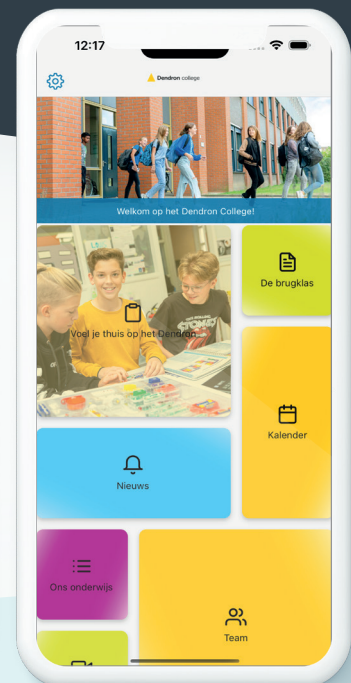 12:17
Dendron college
Welkom op het Dendron College!
De brugklas
Voel je thuis op het Dendron...
Kalender
Nieuws
Ons onderwijs
Team